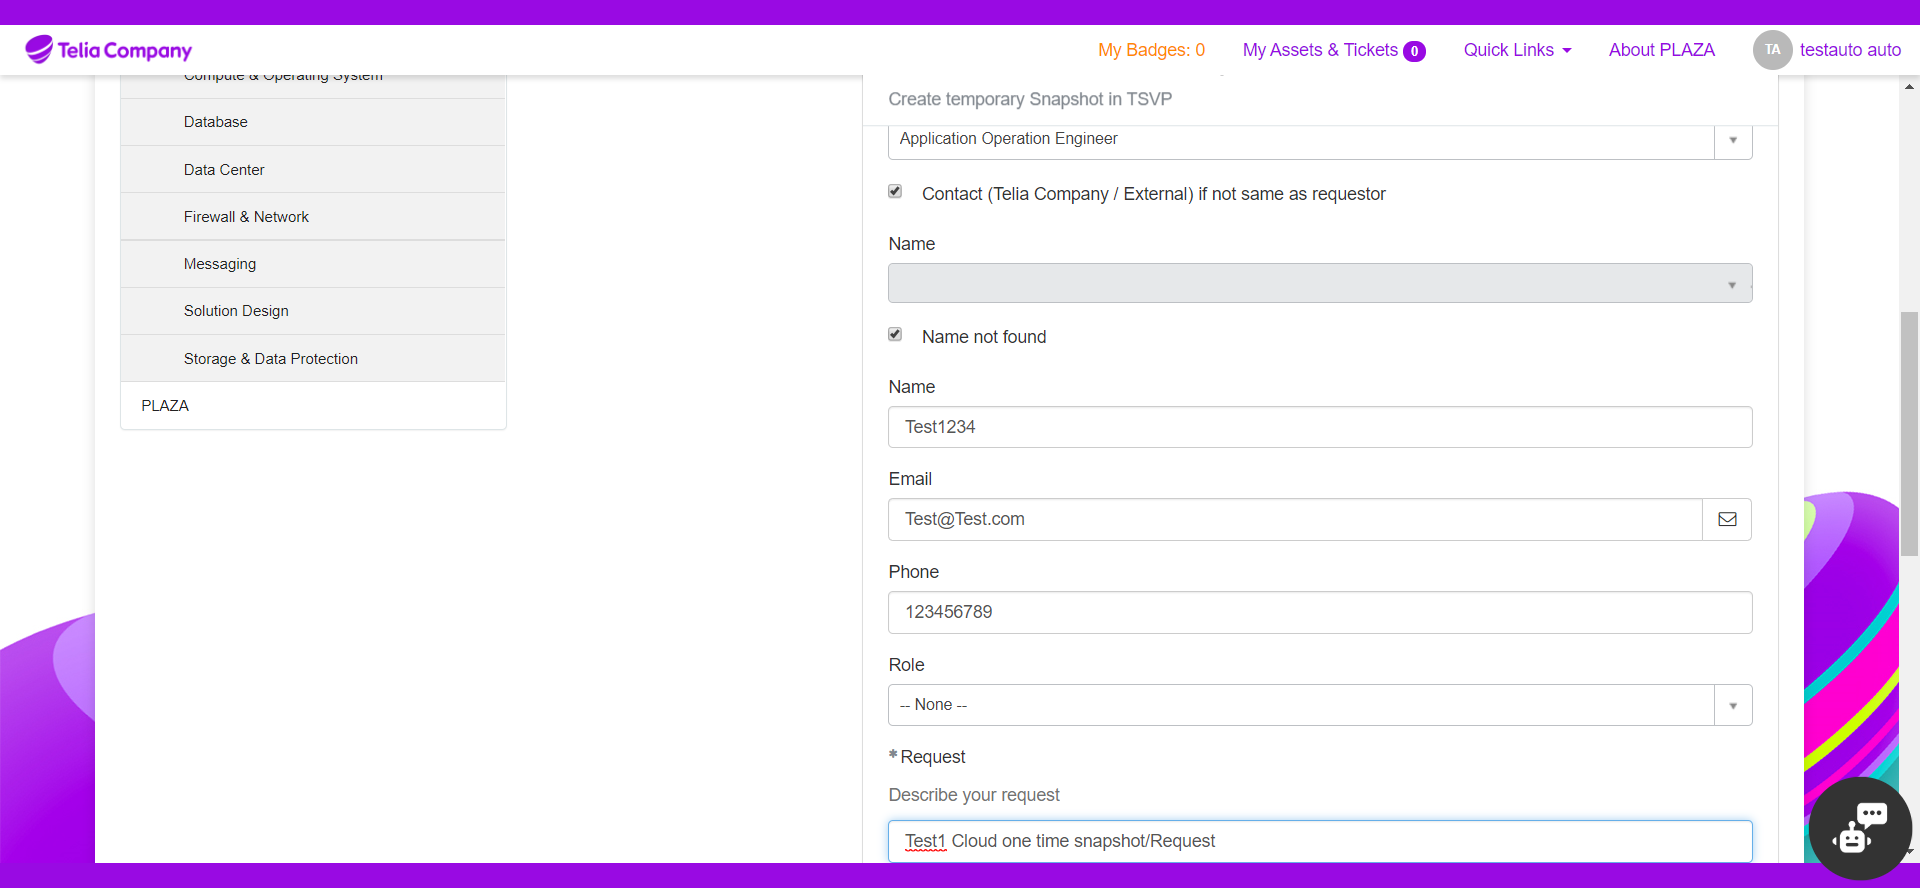 Telia Company
My Badges: 0
My Assets & Tickets 0
Quick Links
About PLAZA
TA
testauto auto
Compute & Operating System
Database
Data Center
Firewall & Network
Messaging
Solution Design
Storage & Data Protection
PLAZA
Create temporary Snapshot in TSVP
Application Operation Engineer
Contact (Telia Company / External) if not same as requestor
Name
Name not found
Name
Test1234
Email
Test@Test.com
Phone
123456789
Role
-- None --
* Request
Describe your request
Test1 Cloud one time snapshot/Request